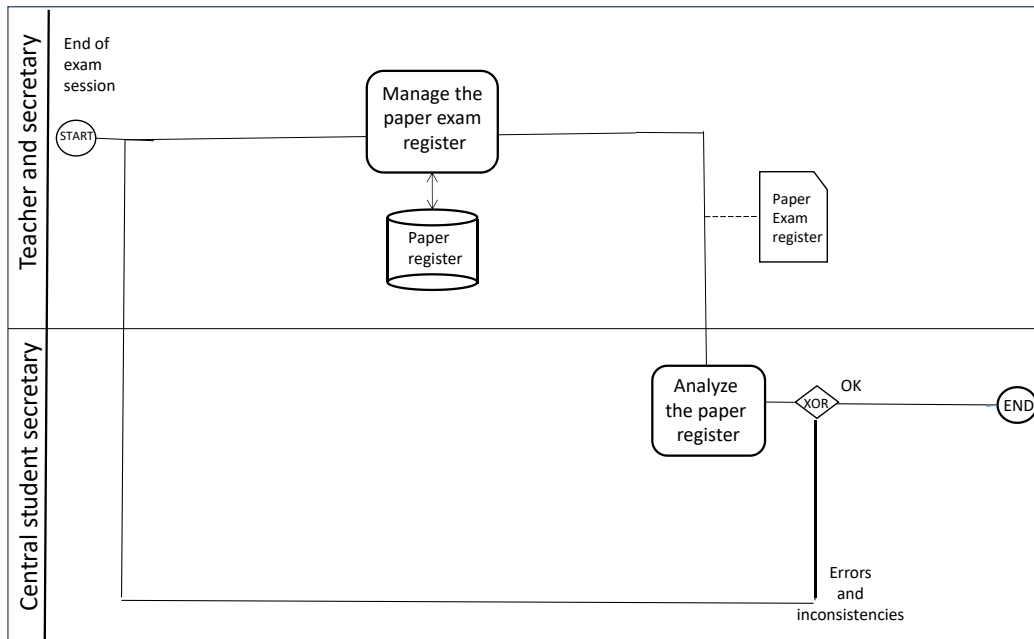 Teacher and secretary
End of
exam
session
START
Manage the
paper exam
register
Paper
register
Paper
Exam
register
Central student secretary
Analyze
the paper
register
XOR
OK
END
Errors
and
inconsistencies